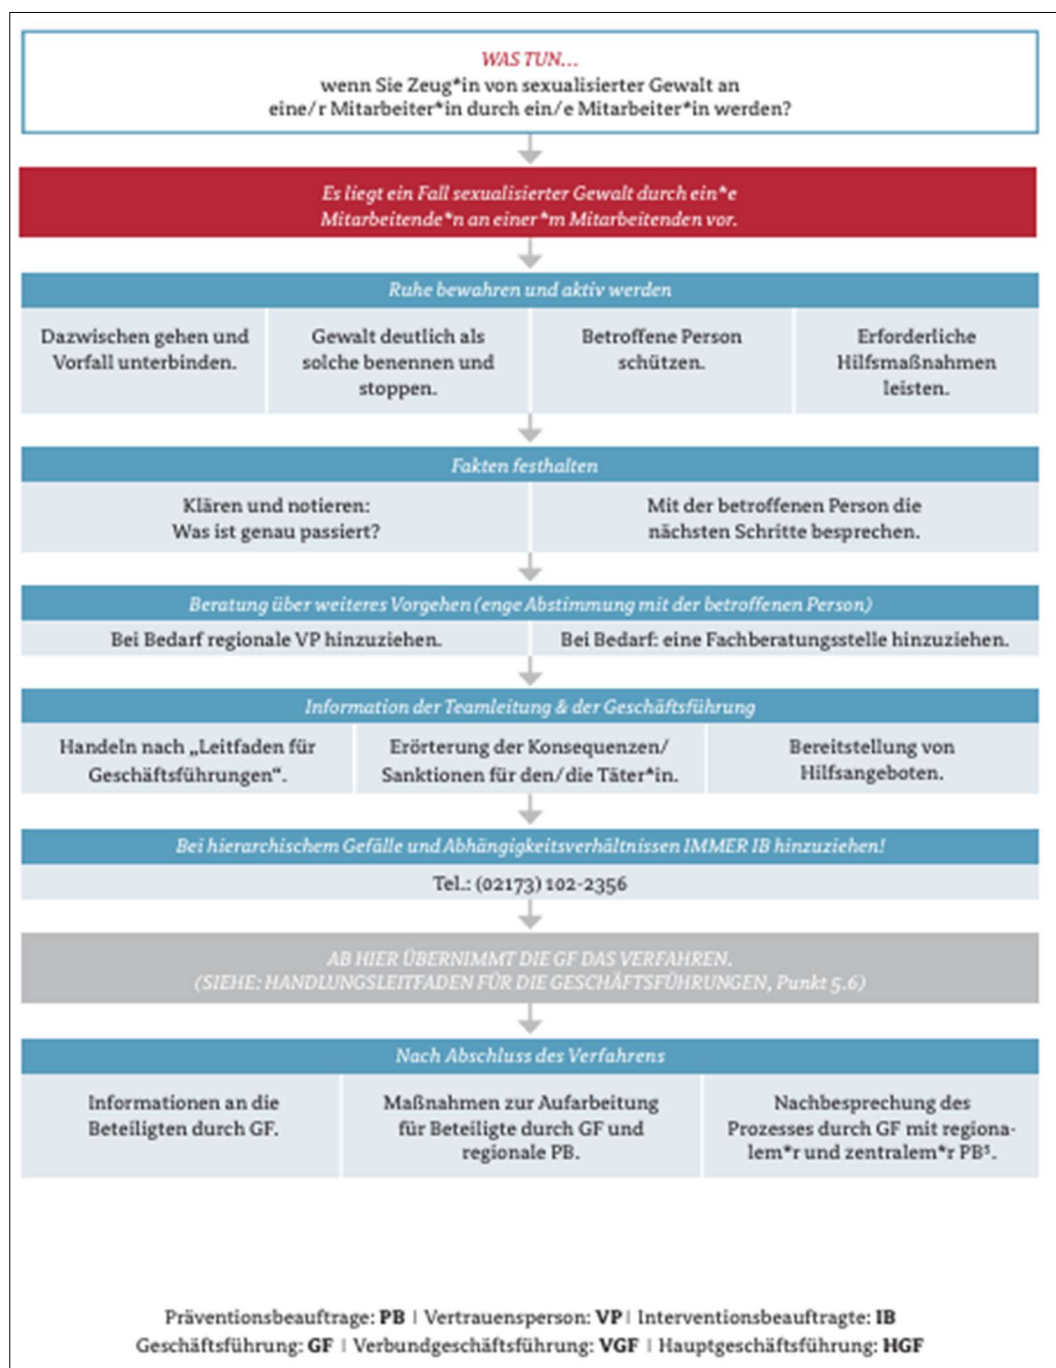 WAS TUN...
wenn Sie Zeug*in von sexualisierter Gewalt an
eine/r Mitarbeiter*in durch ein/e Mitarbeiter*in werden?
Es liegt ein Fall sexualisierter Gewalt durch ein*e
Mitarbeitende*n an einer*m Mitarbeitenden vor.
Ruhe bewahren und aktiv werden
Dazwischen gehen und
Vorfall unterbinden.
Gewalt deutlich als
solche benennen und
stoppen.
Betroffene Person
schützen.
Erforderliche
Hilfsmaßnahmen
leisten.
Fakten festhalten
Klären und notieren:
Was ist genau passiert?
Mit der betroffenen Person die
nächsten Schritte besprechen.
Beratung über weiteres Vorgehen (enge Abstimmung mit der betroffenen Person)
Bei Bedarf regionale VP hinzuziehen.
Bei Bedarf: eine Fachberatungsstelle hinzuziehen.
Information der Teamleitung & der Geschäftsführung
Handeln nach „Leitfaden für
Geschäftsführungen“.
Erörterung der Konsequenzen/
Sanktionen für den/die Täter*in.
Bereitstellung von
Hilfsangeboten.
Bei hierarchischem Gefälle und Abhängigkeitsverhältnissen IMMER IB hinzuziehen!
Tel.: (02173) 102-2356
AB HIER ÜBERNIMMT DIE GF DAS VERFAHREN.
(SIEHE: HANDLUNGSLEITFADEN FÜR DIE GESCHÄFTSFÜHRUNGEN, Punkt 5.6)
Nach Abschluss des Verfahrens
Informationen an die
Beteiligten durch GF.
Maßnahmen zur Aufarbeitung
für Beteiligte durch GF und
regionale PB.
Nachbesprechung des
Prozesses durch GF mit regiona-
lem*r und zentralem*r PB⁵.
Präventionsbeauftrage: PB | Vertrauensperson: VP | Interventionsbeauftragte: IB
Geschäftsführung: GF | Verbundgeschäftsführung: VGF | Hauptgeschäftsführung: HGF